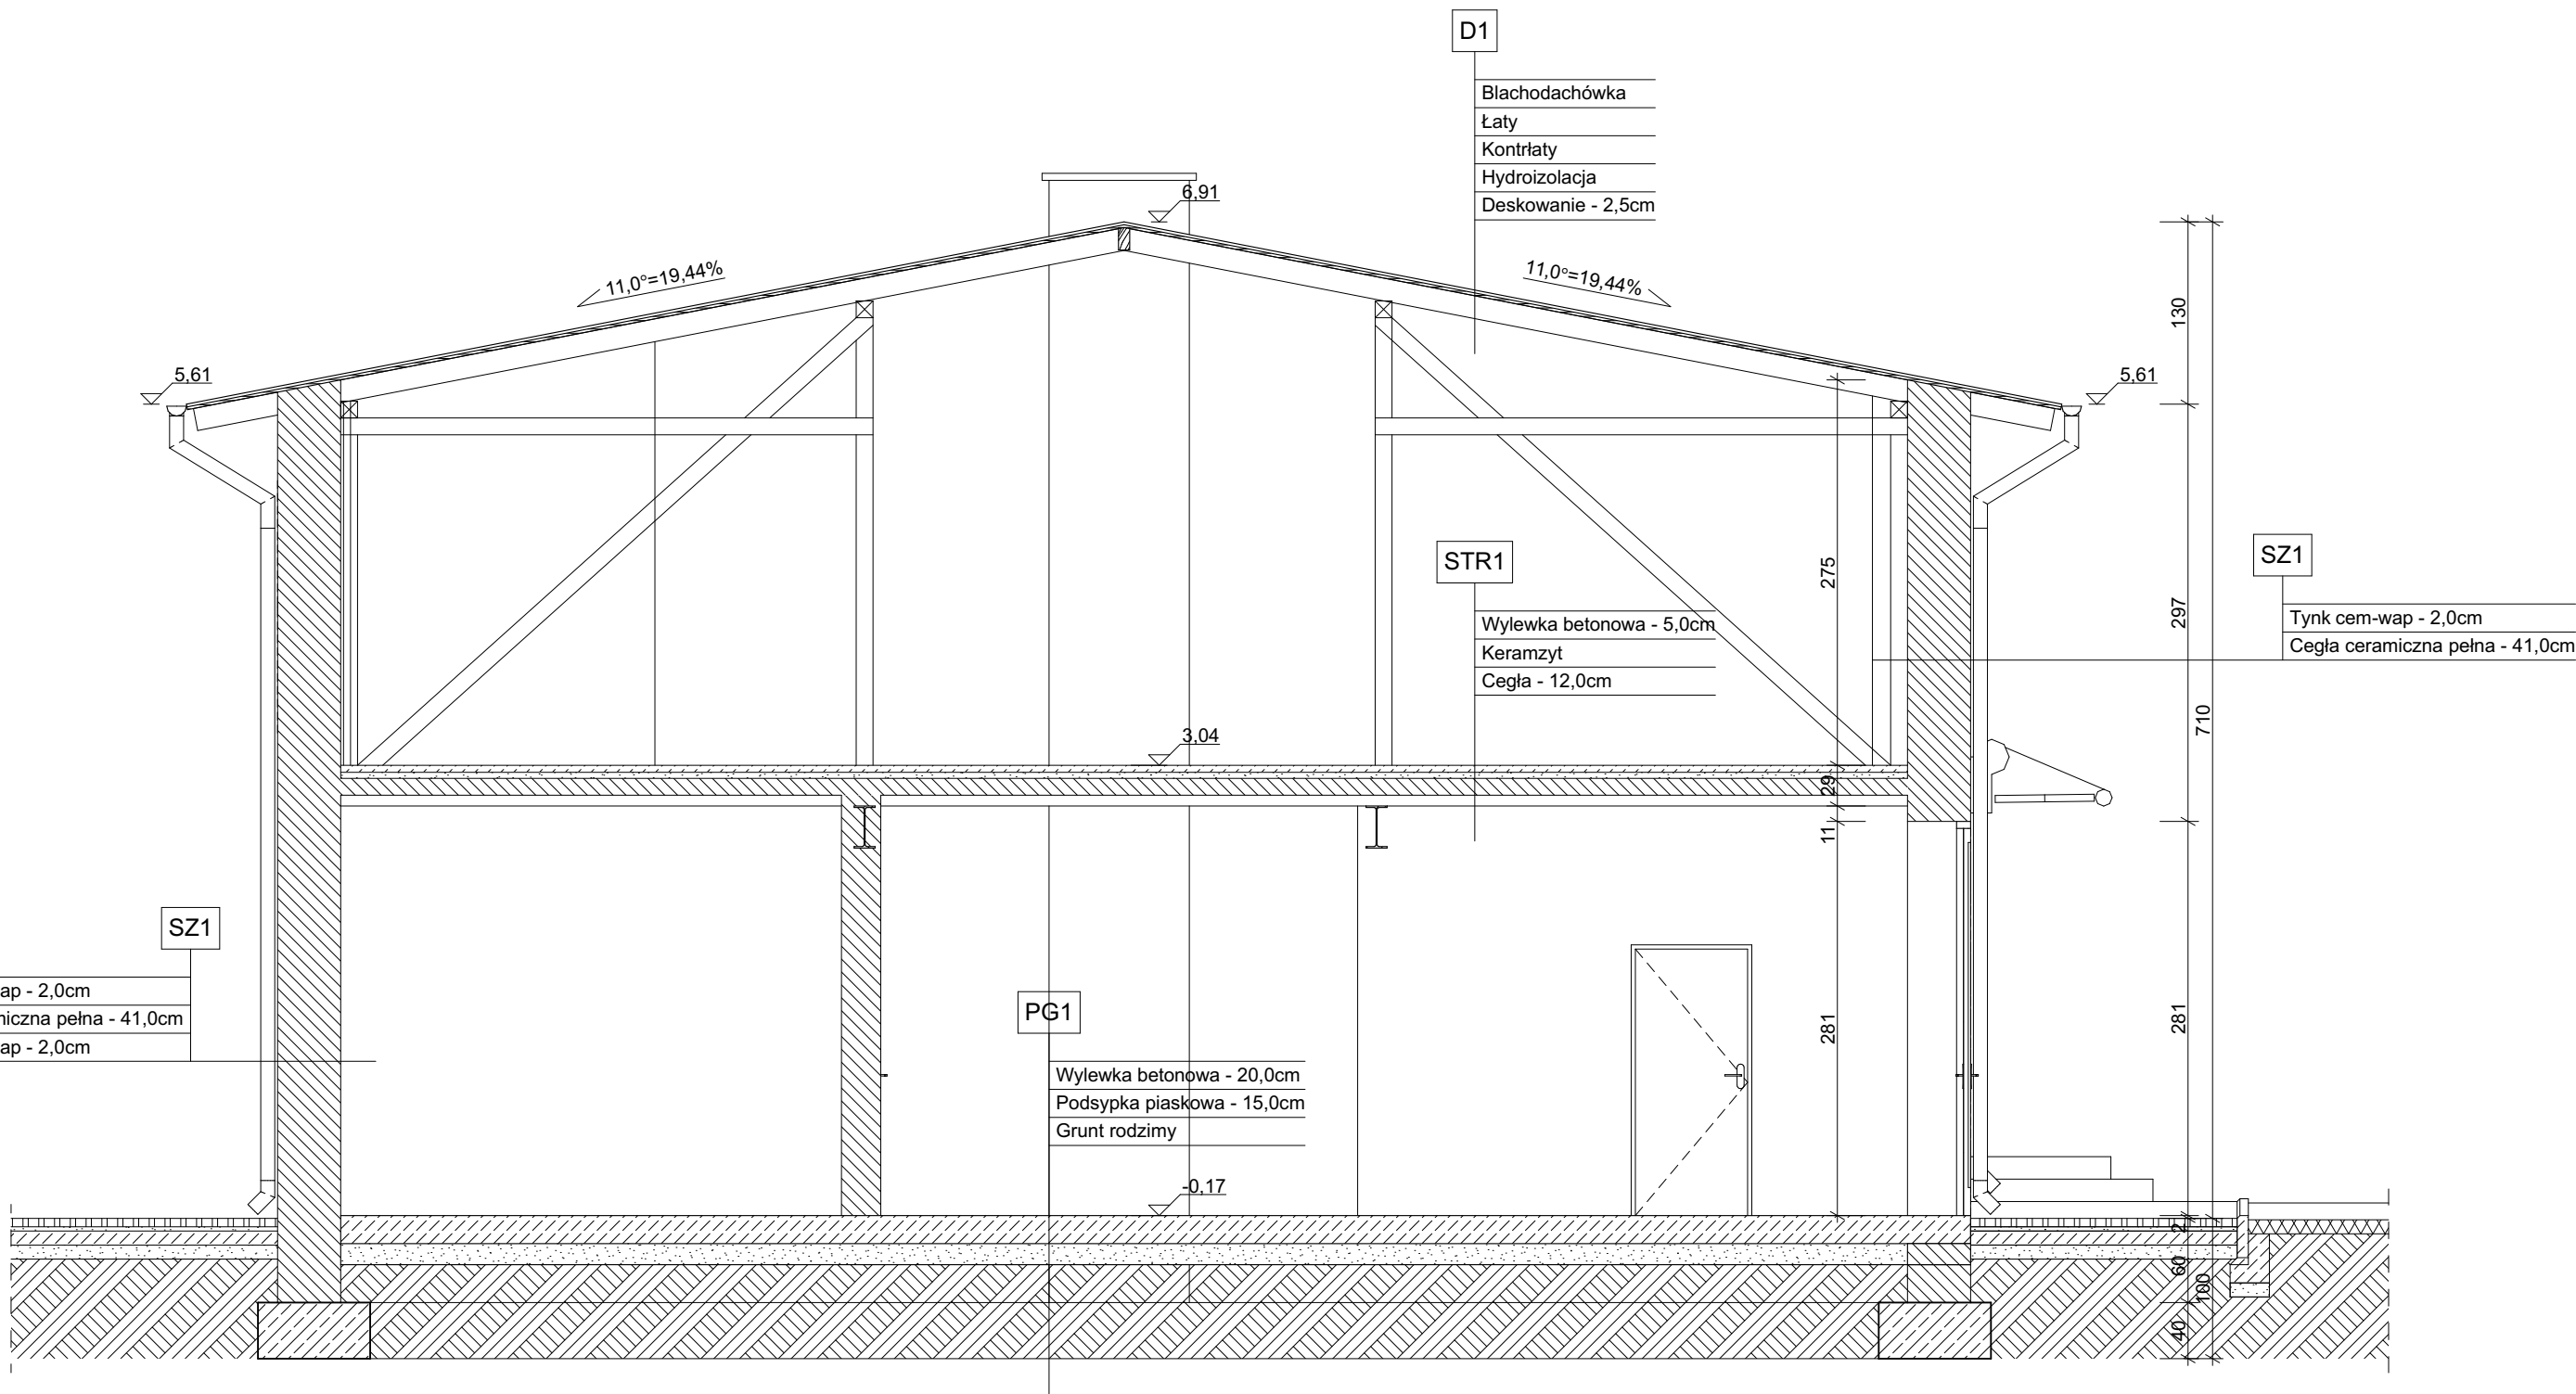 D1
Blachodachówka
Łaty
Kontrłaty
Hydroizolacja
Deskowanie - 2,5cm
6,91
11,0°=19,44%
11,0°=19,44%
130
5,61
5,61
STR1
Wylewka betonowa - 5,0cm
Keramzyt
Cegła - 12,0cm
275
297
710
SZ1
Tynk cem-wap - 2,0cm
Cegła ceramiczna pełna - 41,0cm
3,04
29
11
SZ1
ap - 2,0cm
niczna pełna - 41,0cm
ap - 2,0cm
PG1
Wylewka betonowa - 20,0cm
Podsypka piaskowa - 15,0cm
Grunt rodzimy
281
281
-0,17
2
60
100
40